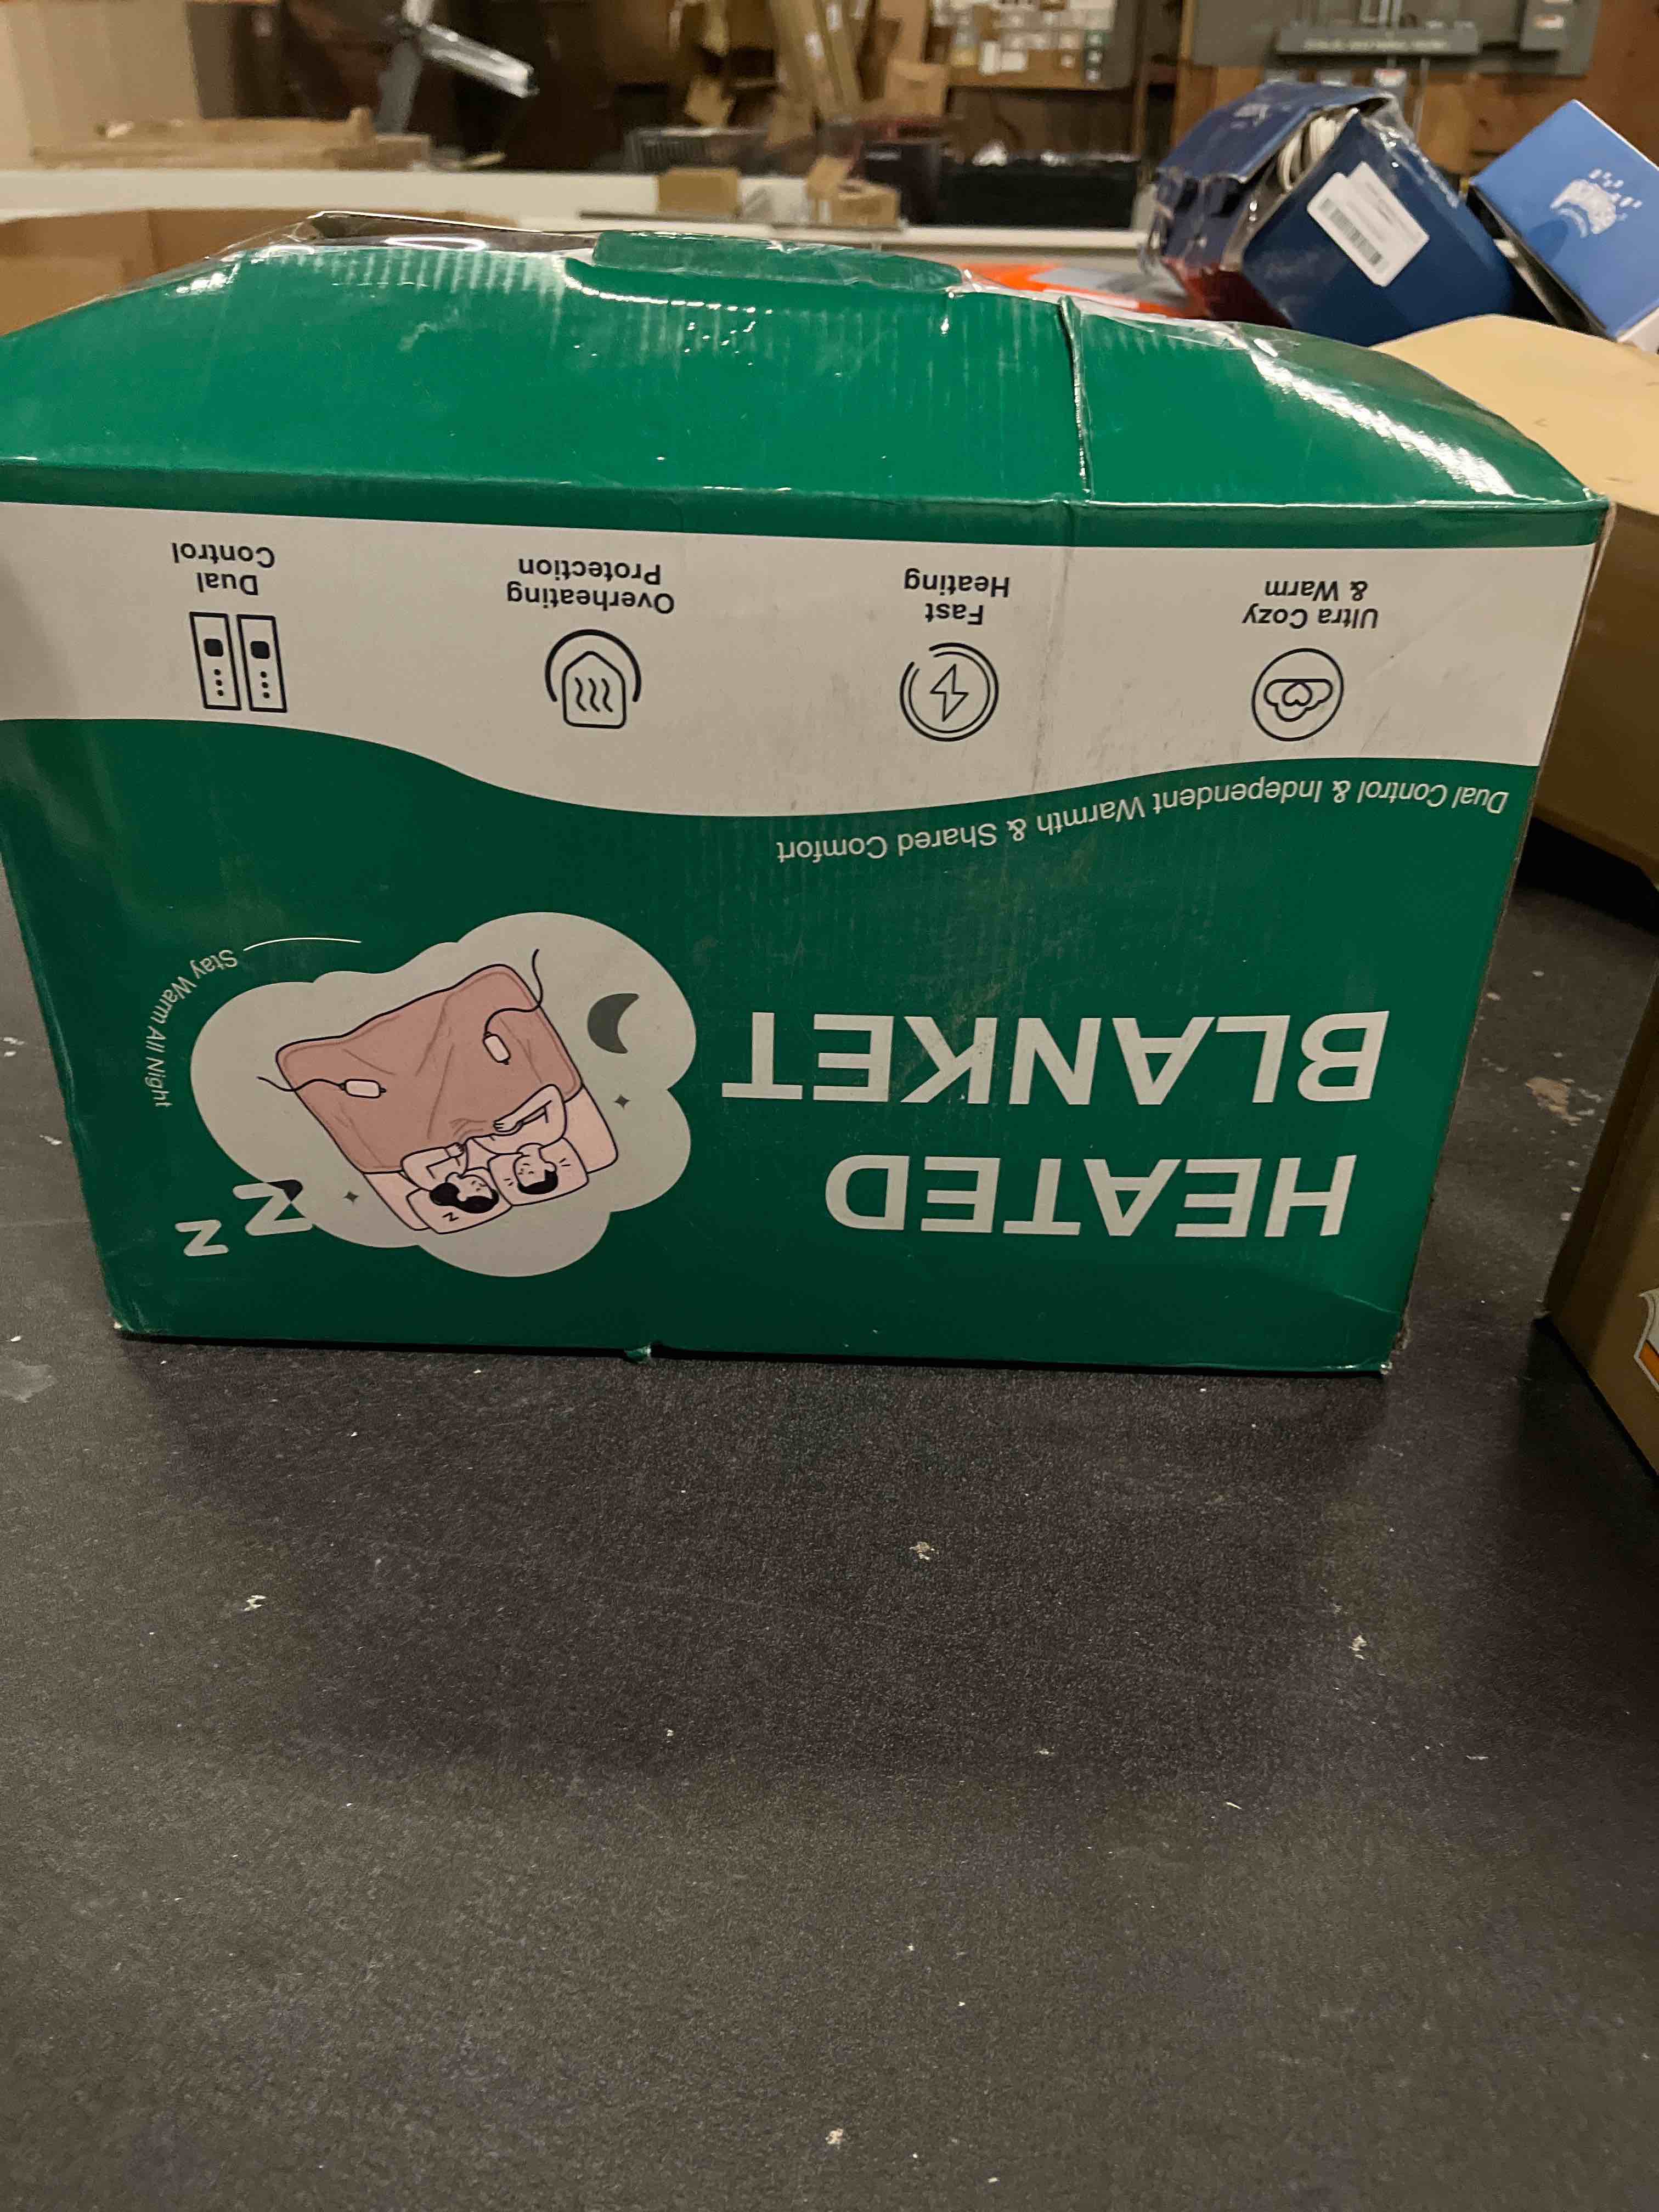 HEATED
BLANKET
Stay Warm All Night
Z
Z
Z
Dual Control & Independent Warmth & Shared Comfort
Ultra Cozy
& Warm
Fast
Heating
Overheating
Protection
Dual
Control